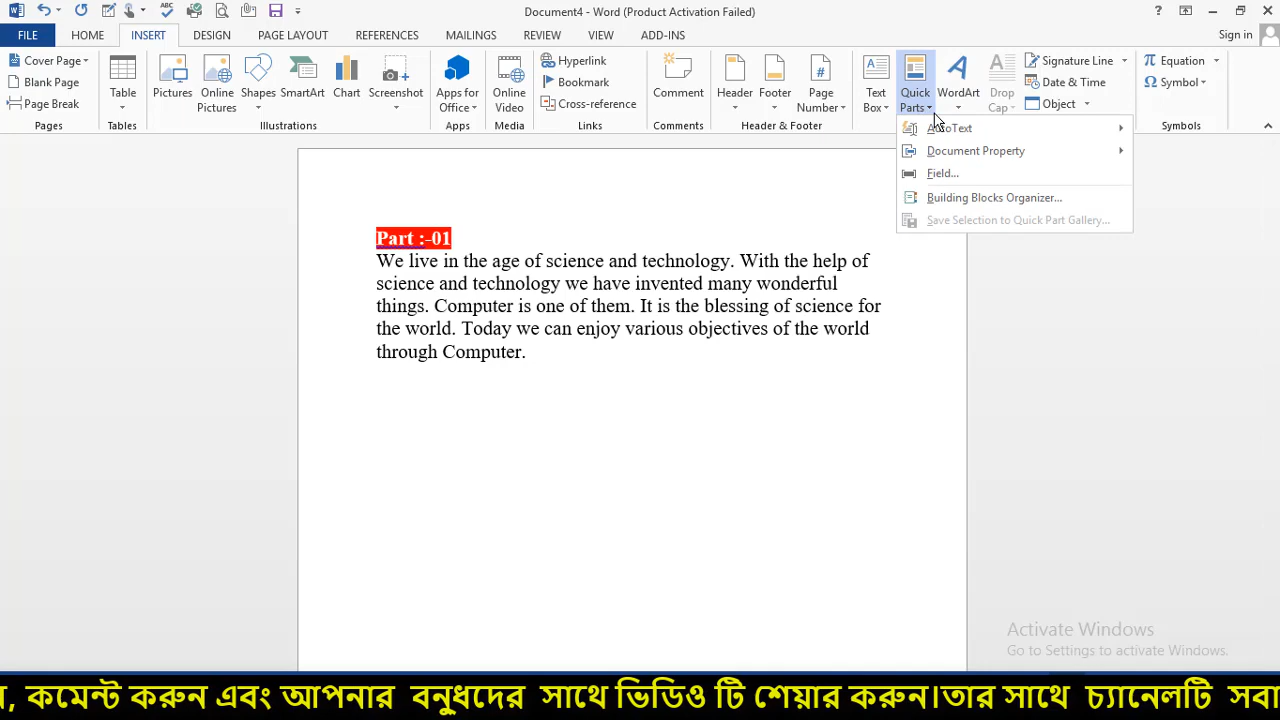 Document4 - Word (Product Activation Failed)
FILE HOME INSERT DESIGN PAGE LAYOUT REFERENCES MAILINGS REVIEW VIEW ADD-INS Sign in
Cover Page
Blank Page
Page Break
Pages
Table
Tables
Pictures
Online Pictures
Shapes
SmartArt
Chart
Screenshot
Illustrations
Apps for Office
Apps
Online Video
Media
Hyperlink
Bookmark
Cross-reference
Links
Comment
Comments
Header
Footer
Page Number
Header & Footer
Text Box
Quick Parts
WordArt
Drop Cap
Signature Line
Date & Time
Object
Equation
Symbol
Symbols
Document Property
Field...
Building Blocks Organizer...
Save Selection to Quick Part Gallery...
Part :-01
We live in the age of science and technology. With the help of
science and technology we have invented many wonderful
things. Computer is one of them. It is the blessing of science for
the world. Today we can enjoy various objectives of the world
through Computer.
Activate Windows
Go to Settings to activate Windows.
কমেন্ট করুন এবং আপনার বন্ধুদের সাথে ভিডিও টি শেয়ার করুন।তার সাথে চ্যানেলটি